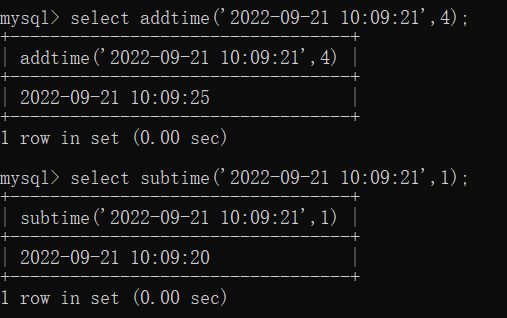 mysql> select addtime('2022-09-21 10:09:21',4);
+----------------------------------+
| addtime('2022-09-21 10:09:21',4) |
+----------------------------------+
| 2022-09-21 10:09:25              |
+----------------------------------+
1 row in set (0.00 sec)
mysql> select subtime('2022-09-21 10:09:21',1);
+----------------------------------+
| subtime('2022-09-21 10:09:21',1) |
+----------------------------------+
| 2022-09-21 10:09:20              |
+----------------------------------+
1 row in set (0.00 sec)